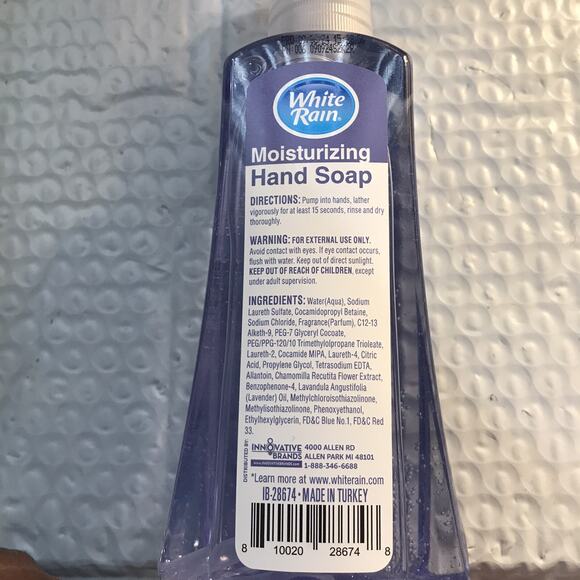 White
Rain®
Moisturizing
Hand Soap
DIRECTIONS: Pump into hands, lather
vigorously for at least 15 seconds, rinse and dry
thoroughly.
WARNING: FOR EXTERNAL USE ONLY.
Avoid contact with eyes. If eye contact occurs,
flush with water. Keep out of direct sunlight.
KEEP OUT OF REACH OF CHILDREN, except
under adult supervision.
INGREDIENTS: Water(Aqua), Sodium
Laureth Sulfate, Cocamidopropyl Betaine,
Sodium Chloride, Fragrance(Parfum), C12-13
Alketh-9, PEG-7 Glyceryl Cocoate,
PEG/PPG-120/10 Trimethylolpropane Trioleate,
Laureth-2, Cocamide MIPA, Laureth-4, Citric
Acid, Propylene Glycol, Tetrasodium EDTA,
Allantoin, Chamomilla Recutita Flower Extract,
Benzophenone-4, Lavandula Angustifolia
(Lavender) Oil, Methylchloroisothiazolinone,
Methylisothiazolinone, Phenoxyethanol,
Ethylhexylglycerin, FD&C Blue No.1, FD&C Red
33.
DISTRIBUTED BY:
INNOVATIVE
BRANDS
www.INNOVATIVEBRANDS.com
4000 ALLEN RD
ALLEN PARK MI 48101
1-888-346-6688
*Learn more at www.whiterain.com
IB-28674 • MADE IN TURKEY
8 10020 28674 8